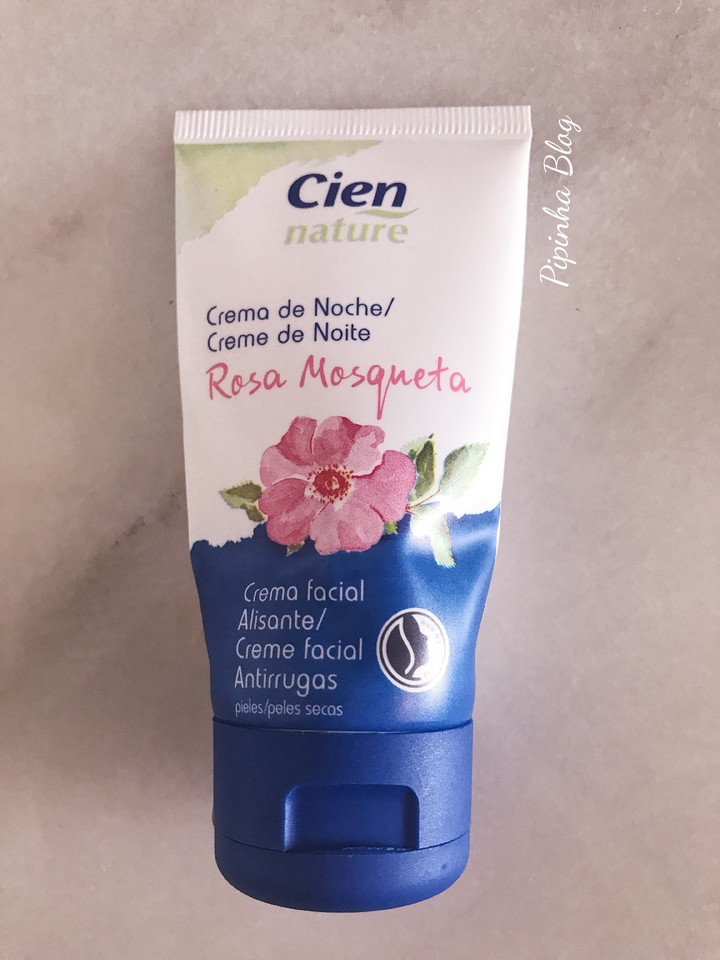 Cien
nature
Crema de Noche/
Creme de Noite
Rosa Mosqueta
Crema facial
Alisante/
Creme facial
Antirrugas
pieles/peles secas
Pipinha Blog